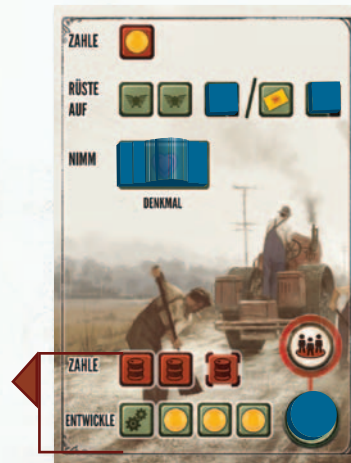 ZAHLE
RÜSTE
AUF
/
NIMM
DENKMAL
ZAHLE
ENTWICKLE